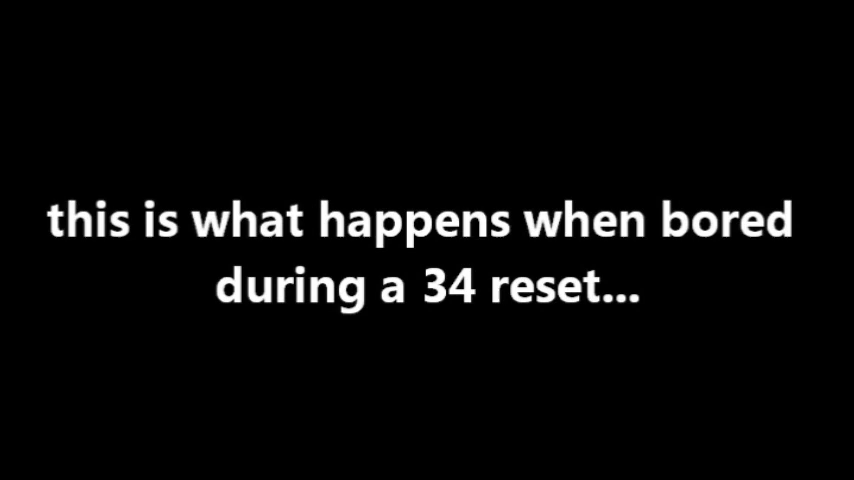 this is what happens when bored
during a 34 reset...